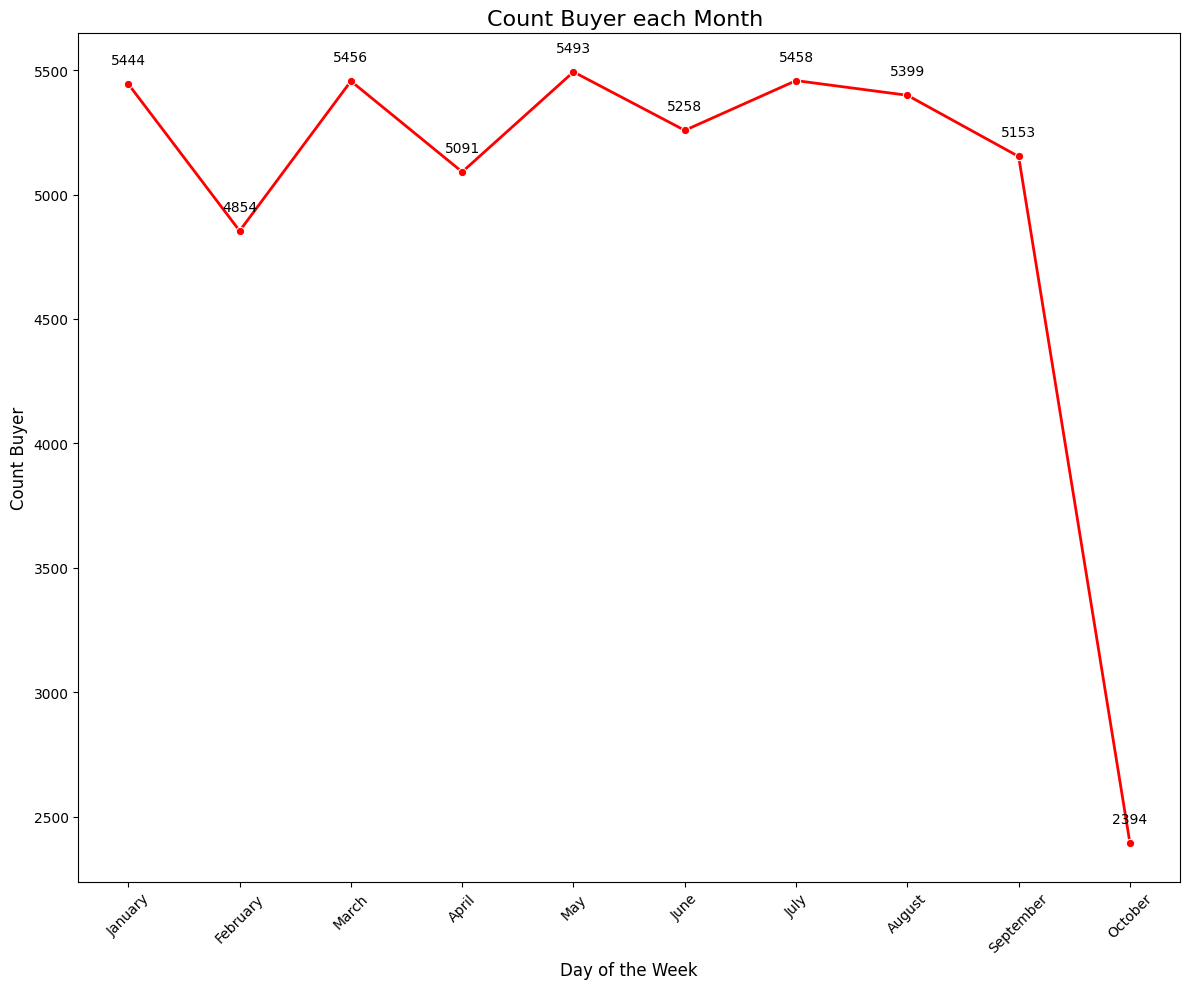 Count Buyer each Month
5444
4854
5456
5091
5493
5258
5458
5399
5153
2394
5500
5000
4500
4000
3500
3000
2500
Count Buyer
January
February
March
April
May
June
July
August
September
October
Day of the Week